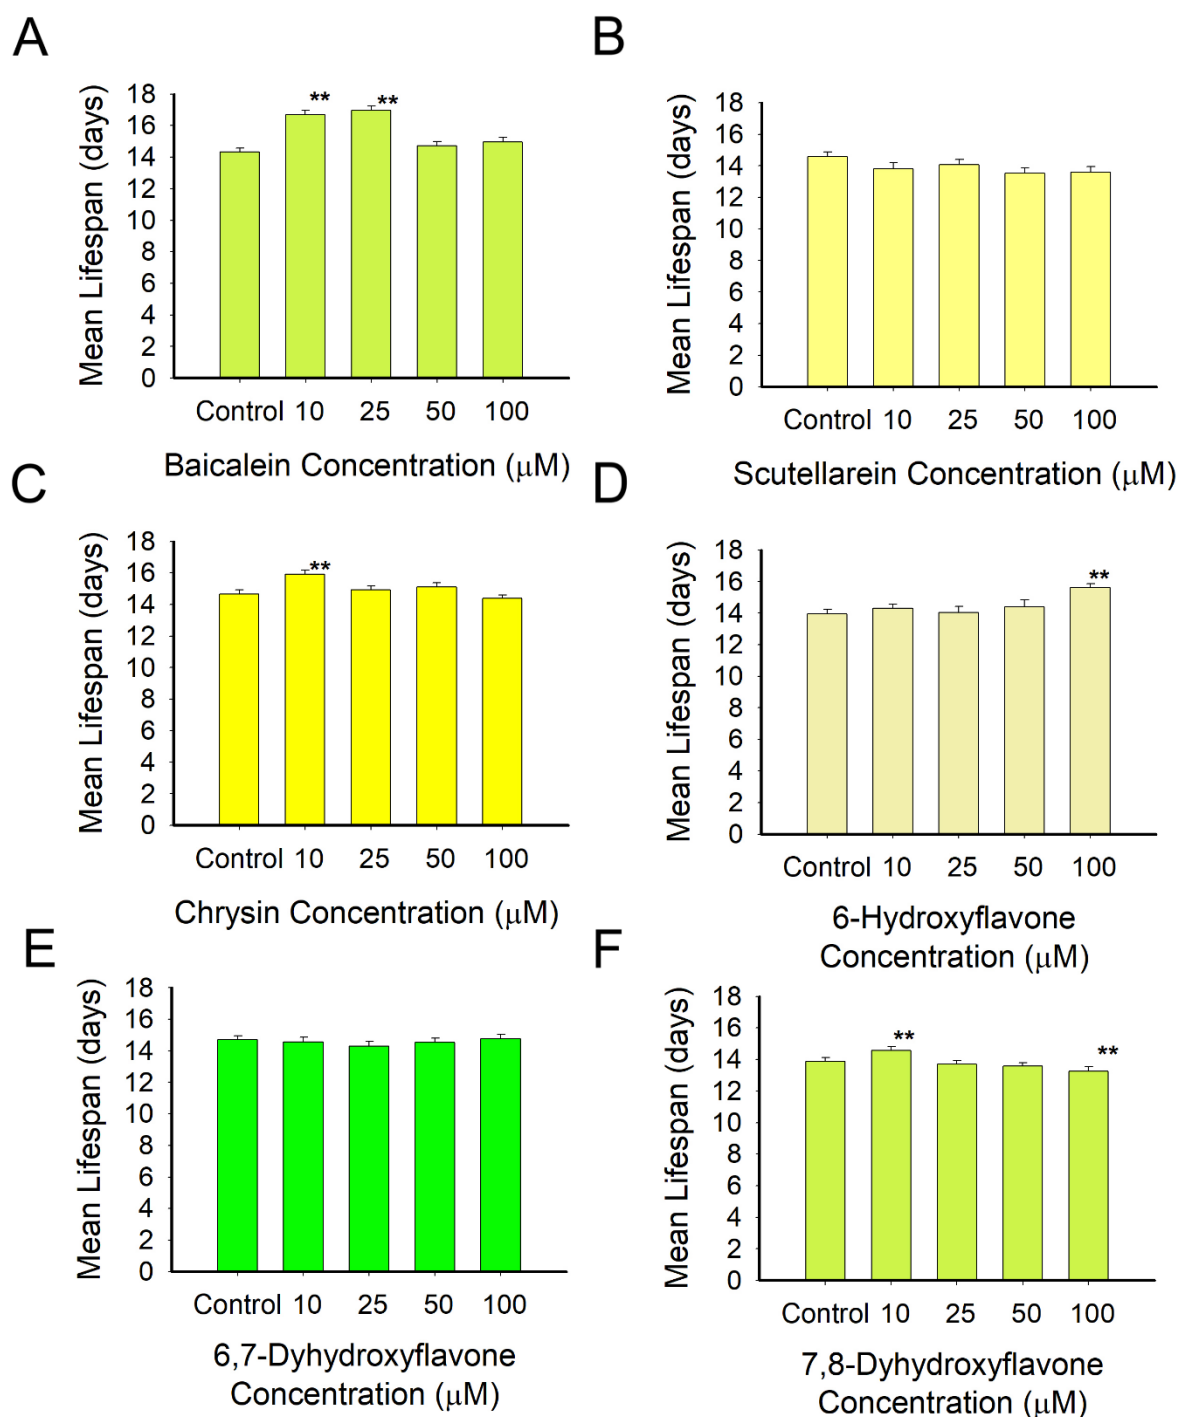 A
Mean Lifespan (days)
18
16
14
12
10
8
6
4
2
0
** **
Control 10 25 50 100
Baicalein Concentration (μM)
B
Mean Lifespan (days)
18
16
14
12
10
8
6
4
2
0
Control 10 25 50 100
Scutellarein Concentration (μM)
C
Mean Lifespan (days)
18
16
14
12
10
8
6
4
2
0
**
Control 10 25 50 100
Chrysin Concentration (μM)
D
Mean Lifespan (days)
18
16
14
12
10
8
6
4
2
0
**
Control 10 25 50 100
6-Hydroxyflavone
Concentration (μM)
E
Mean Lifespan (days)
18
16
14
12
10
8
6
4
2
0
Control 10 25 50 100
6,7-Dyhydroxyflavone
Concentration (μM)
F
Mean Lifespan (days)
18
16
14
12
10
8
6
4
2
0
** **
Control 10 25 50 100
7,8-Dyhydroxyflavone
Concentration (μM)